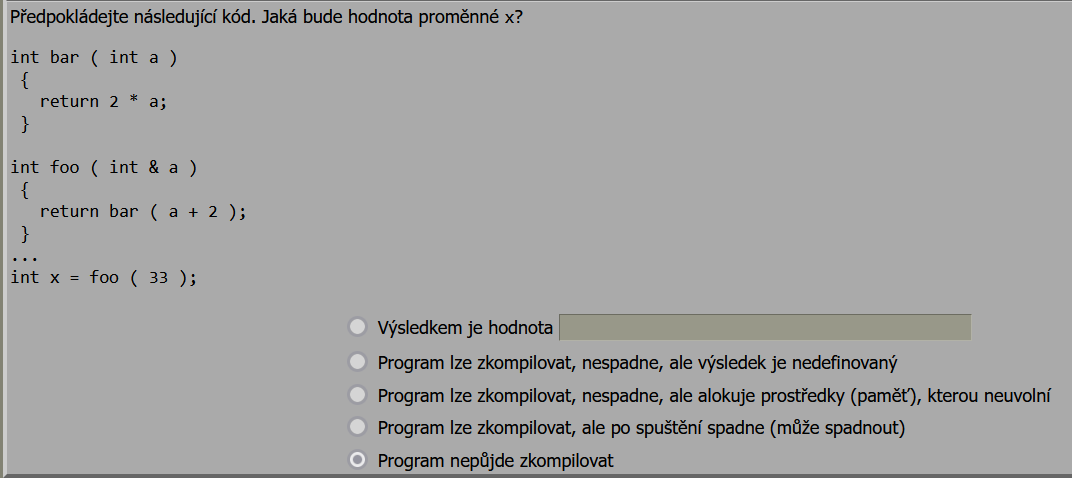 Předpokládejte následující kód. Jaká bude hodnota proměnné x?
int bar ( int a )
{
return 2 * a;
}
int foo ( int & a )
{
return bar ( a + 2 );
}
...
int x = foo ( 33 );
Výsledkem je hodnota
Program lze zkompilovat, nespadne, ale výsledek je nedefinovaný
Program lze zkompilovat, nespadne, ale alokuje prostředky (paměť), kterou neuvolní
Program lze zkompilovat, ale po spuštění spadne (může spadnout)
Program nepůjde zkompilovat